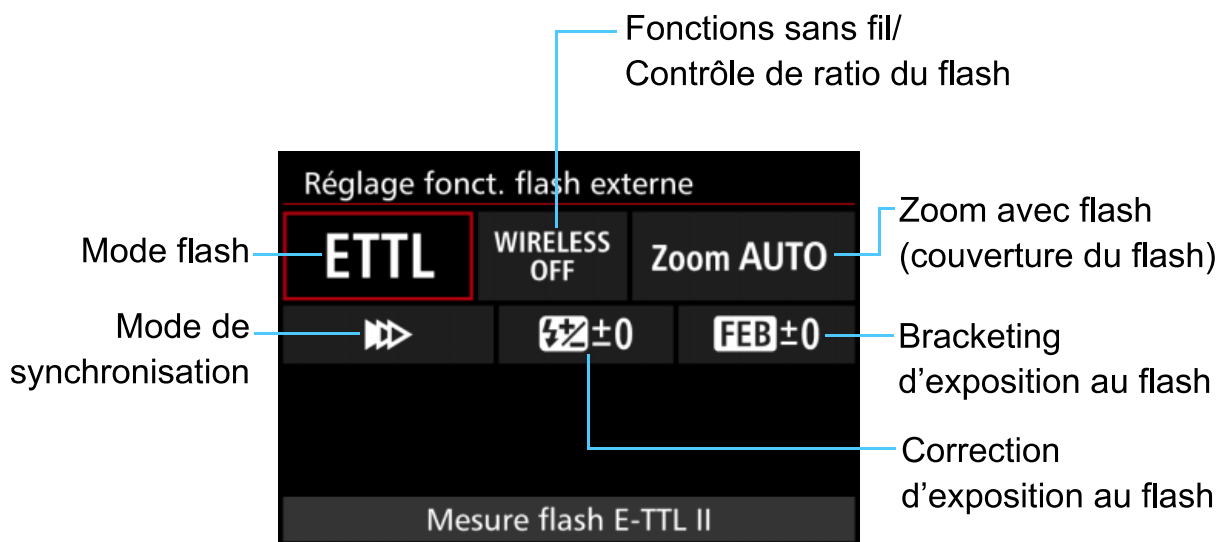 Fonctions sans fil/
Contrôle de ratio du flash
Réglage fonct. flash externe
Mode flash
ETTL
WIRELESS
OFF
Zoom AUTO
Zoom avec flash
(couverture du flash)
Mode de
synchronisation
±0
FEB±0
Bracketing
d’exposition au flash
Correction
d’exposition au flash
Mesure flash E-TTL II